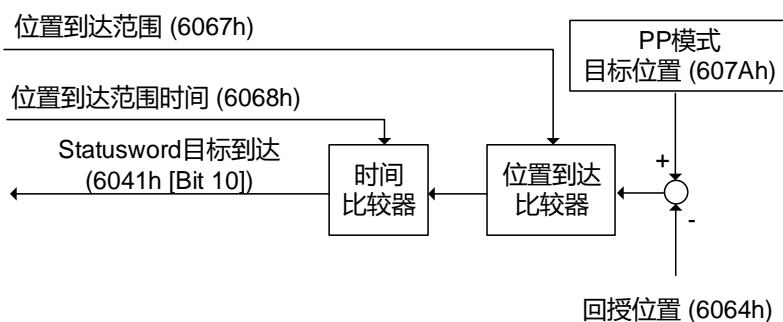 位置到达范围 (6067h)
PP模式
目标位置 (607Ah)
位置到达范围时间 (6068h)
Statusword目标到达
(6041h [Bit 10])
时间
比较器
位置到达
比较器
+
-
回授位置 (6064h)